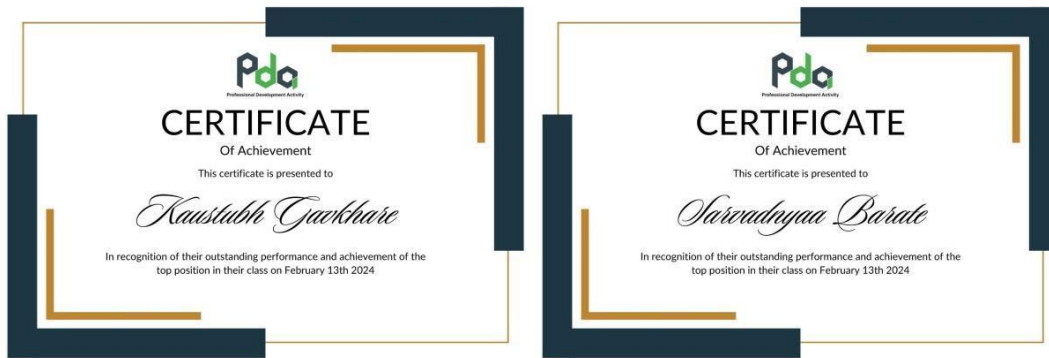 Pda
Professional Development Activity
CERTIFICATE
Of Achievement
This certificate is presented to
Kaustubh Gavkhare
In recognition of their outstanding performance and achievement of the
top position in their class on February 13th 2024
Pda
Professional Development Activity
CERTIFICATE
Of Achievement
This certificate is presented to
Sarvadnyaa Barate
In recognition of their outstanding performance and achievement of the
top position in their class on February 13th 2024